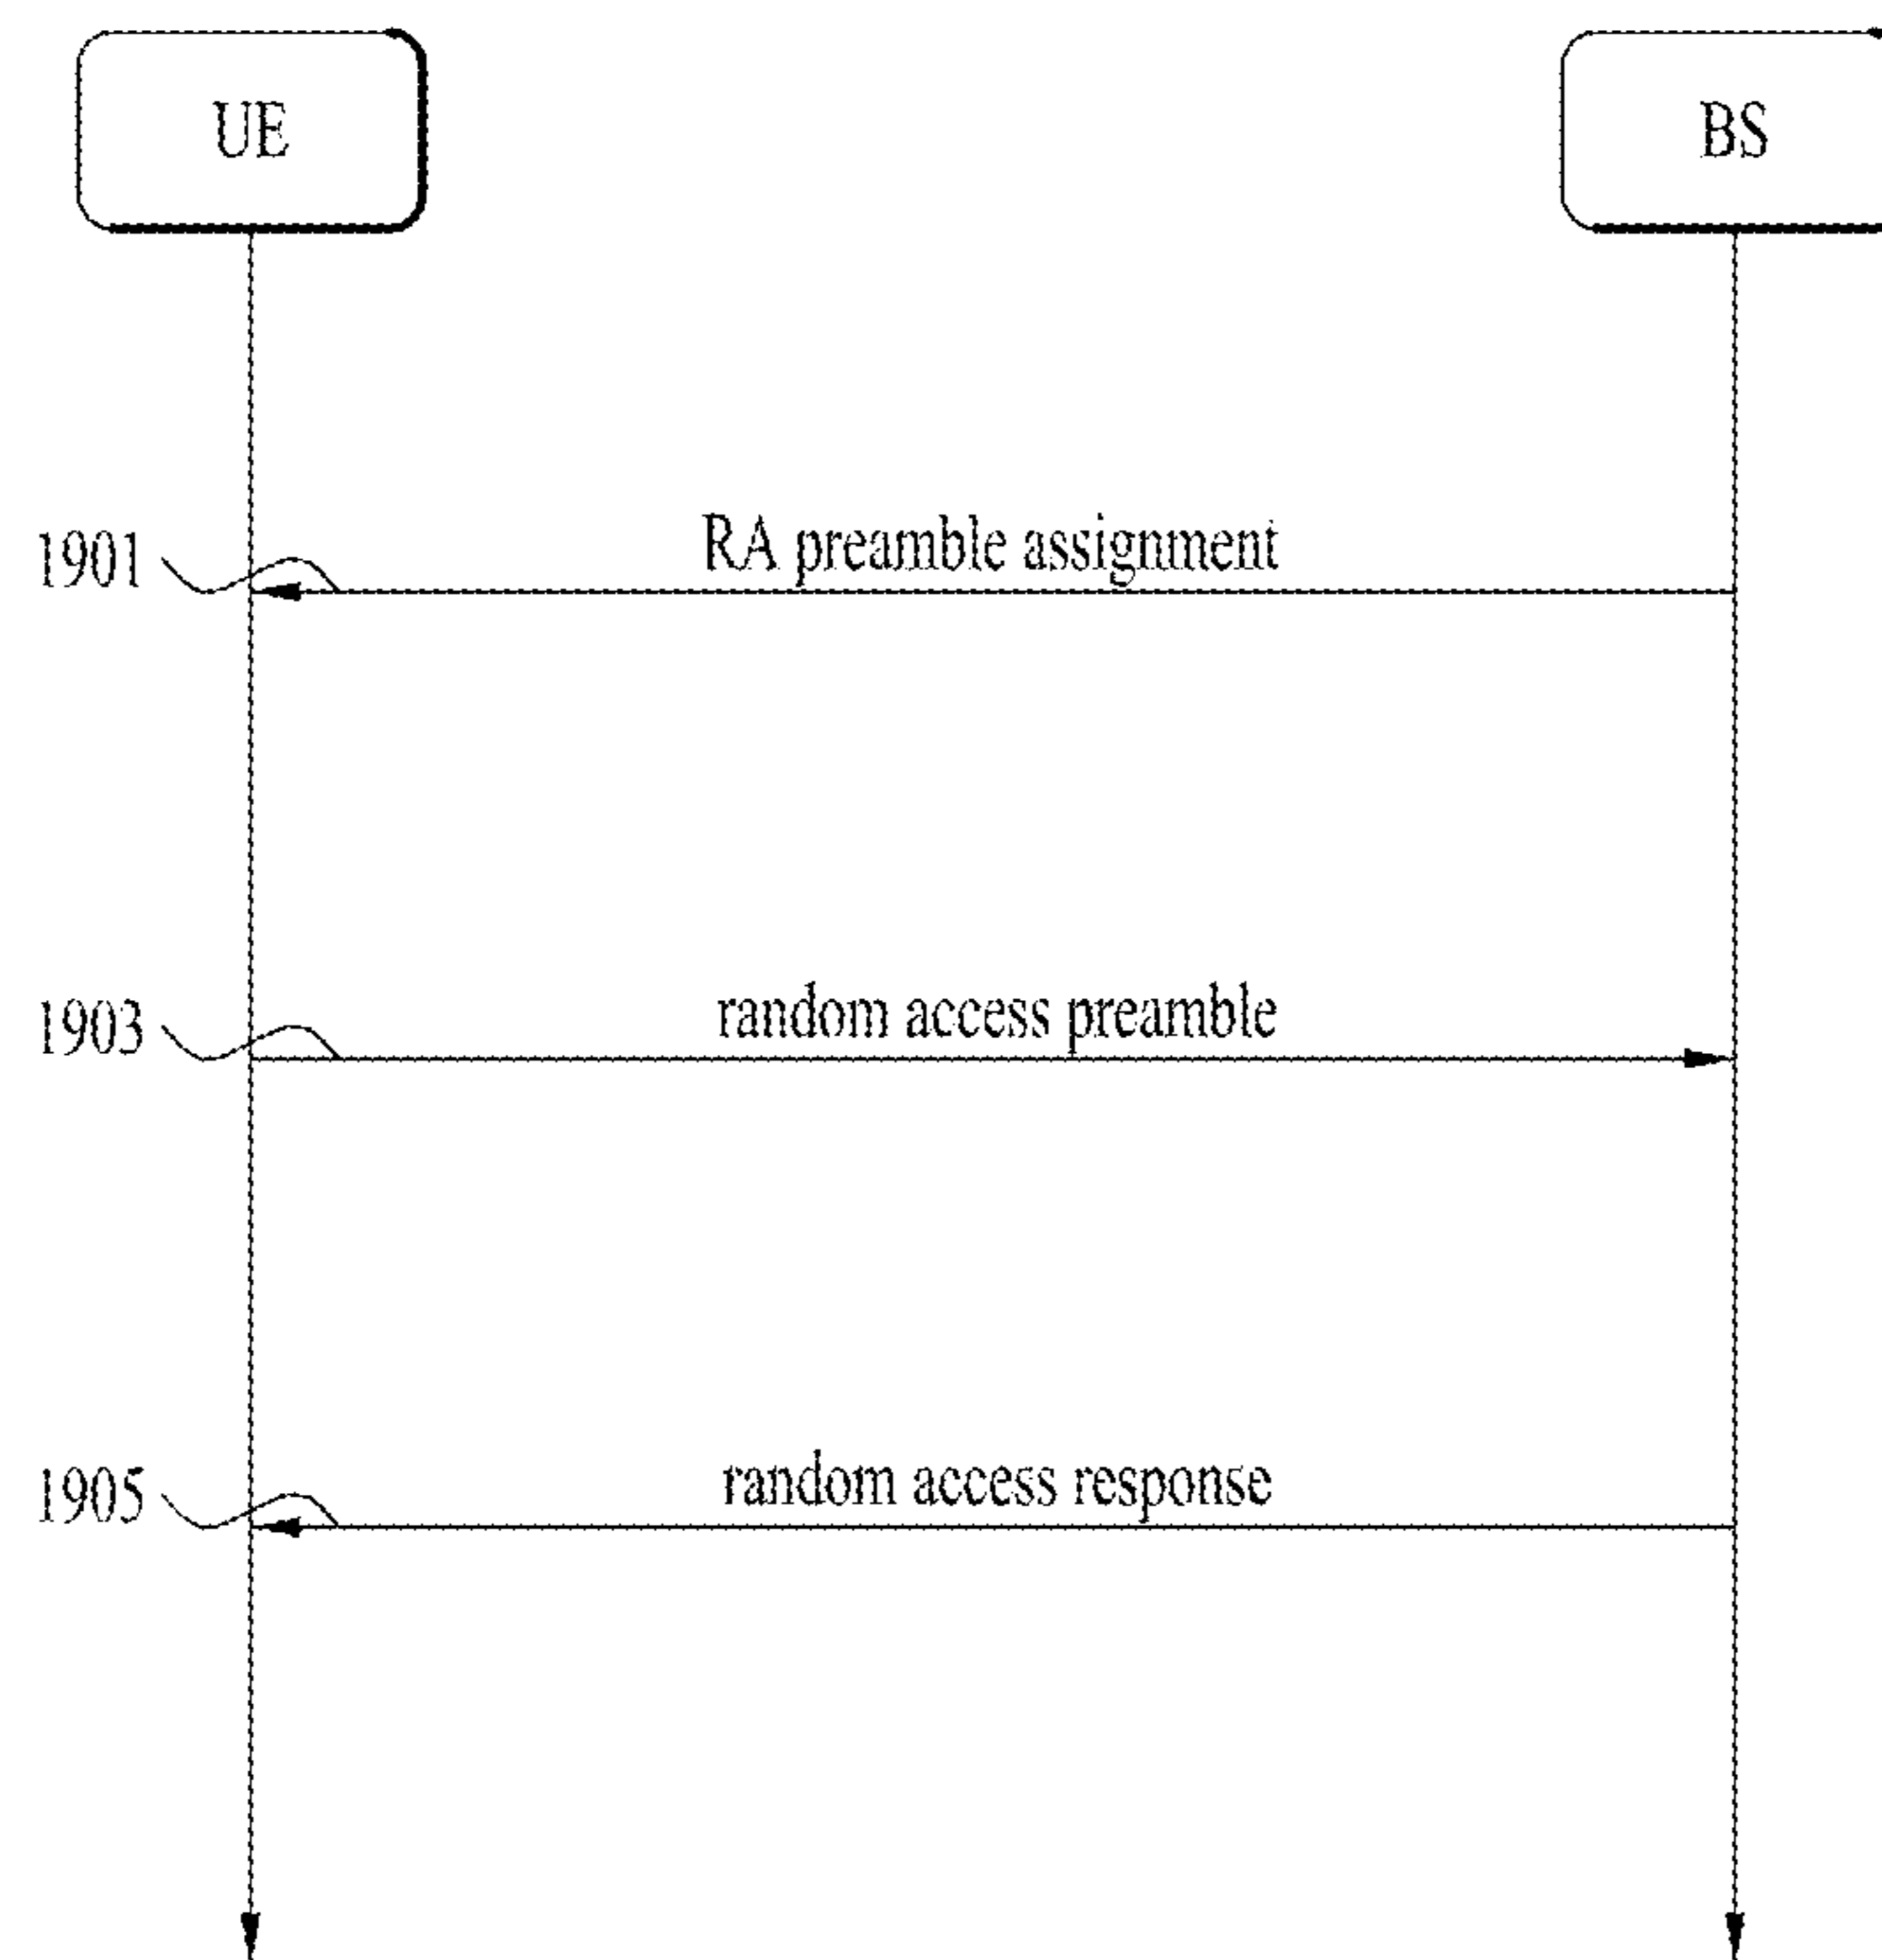 UE
BS
1901
RA preamble assignment
1903
random access preamble
1905
random access response